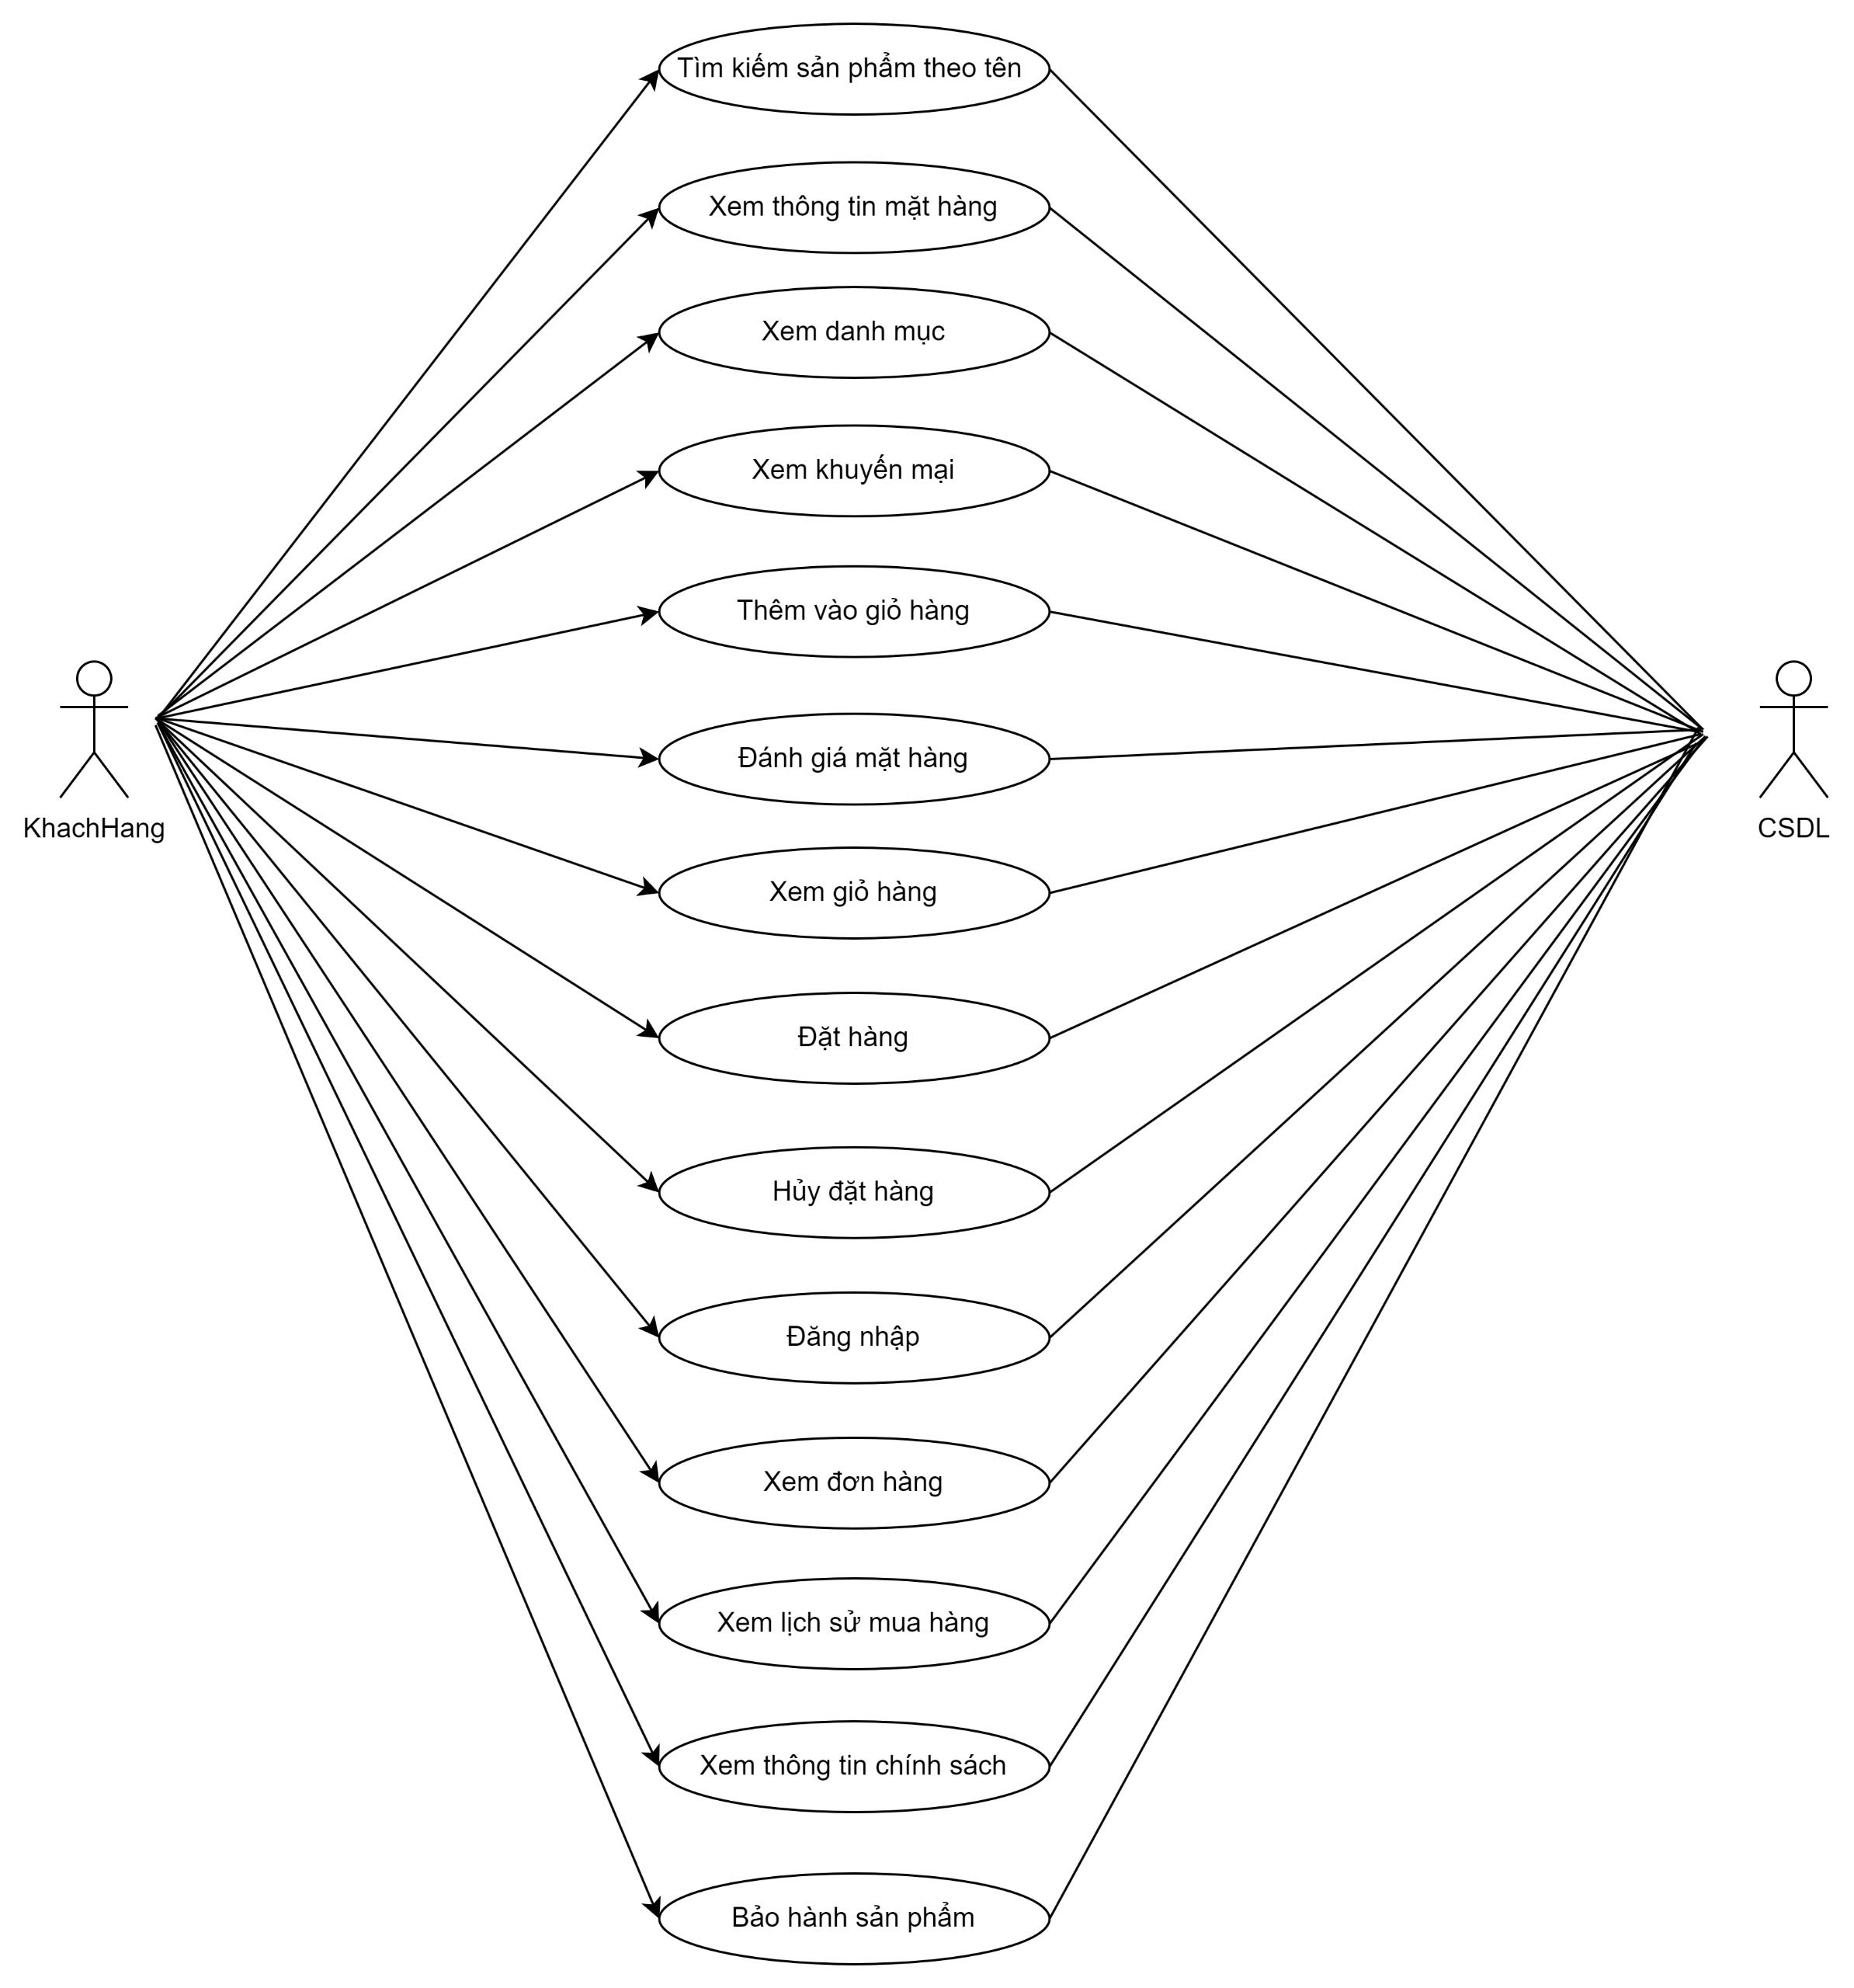 Tìm kiếm sản phẩm theo tên
Xem thông tin mặt hàng
Xem danh mục
Xem khuyến mại
Thêm vào giỏ hàng
Đánh giá mặt hàng
KhachHang
CSDL
Xem giỏ hàng
Đặt hàng
Hủy đặt hàng
Đăng nhập
Xem đơn hàng
Xem lịch sử mua hàng
Xem thông tin chính sách
Bảo hành sản phẩm